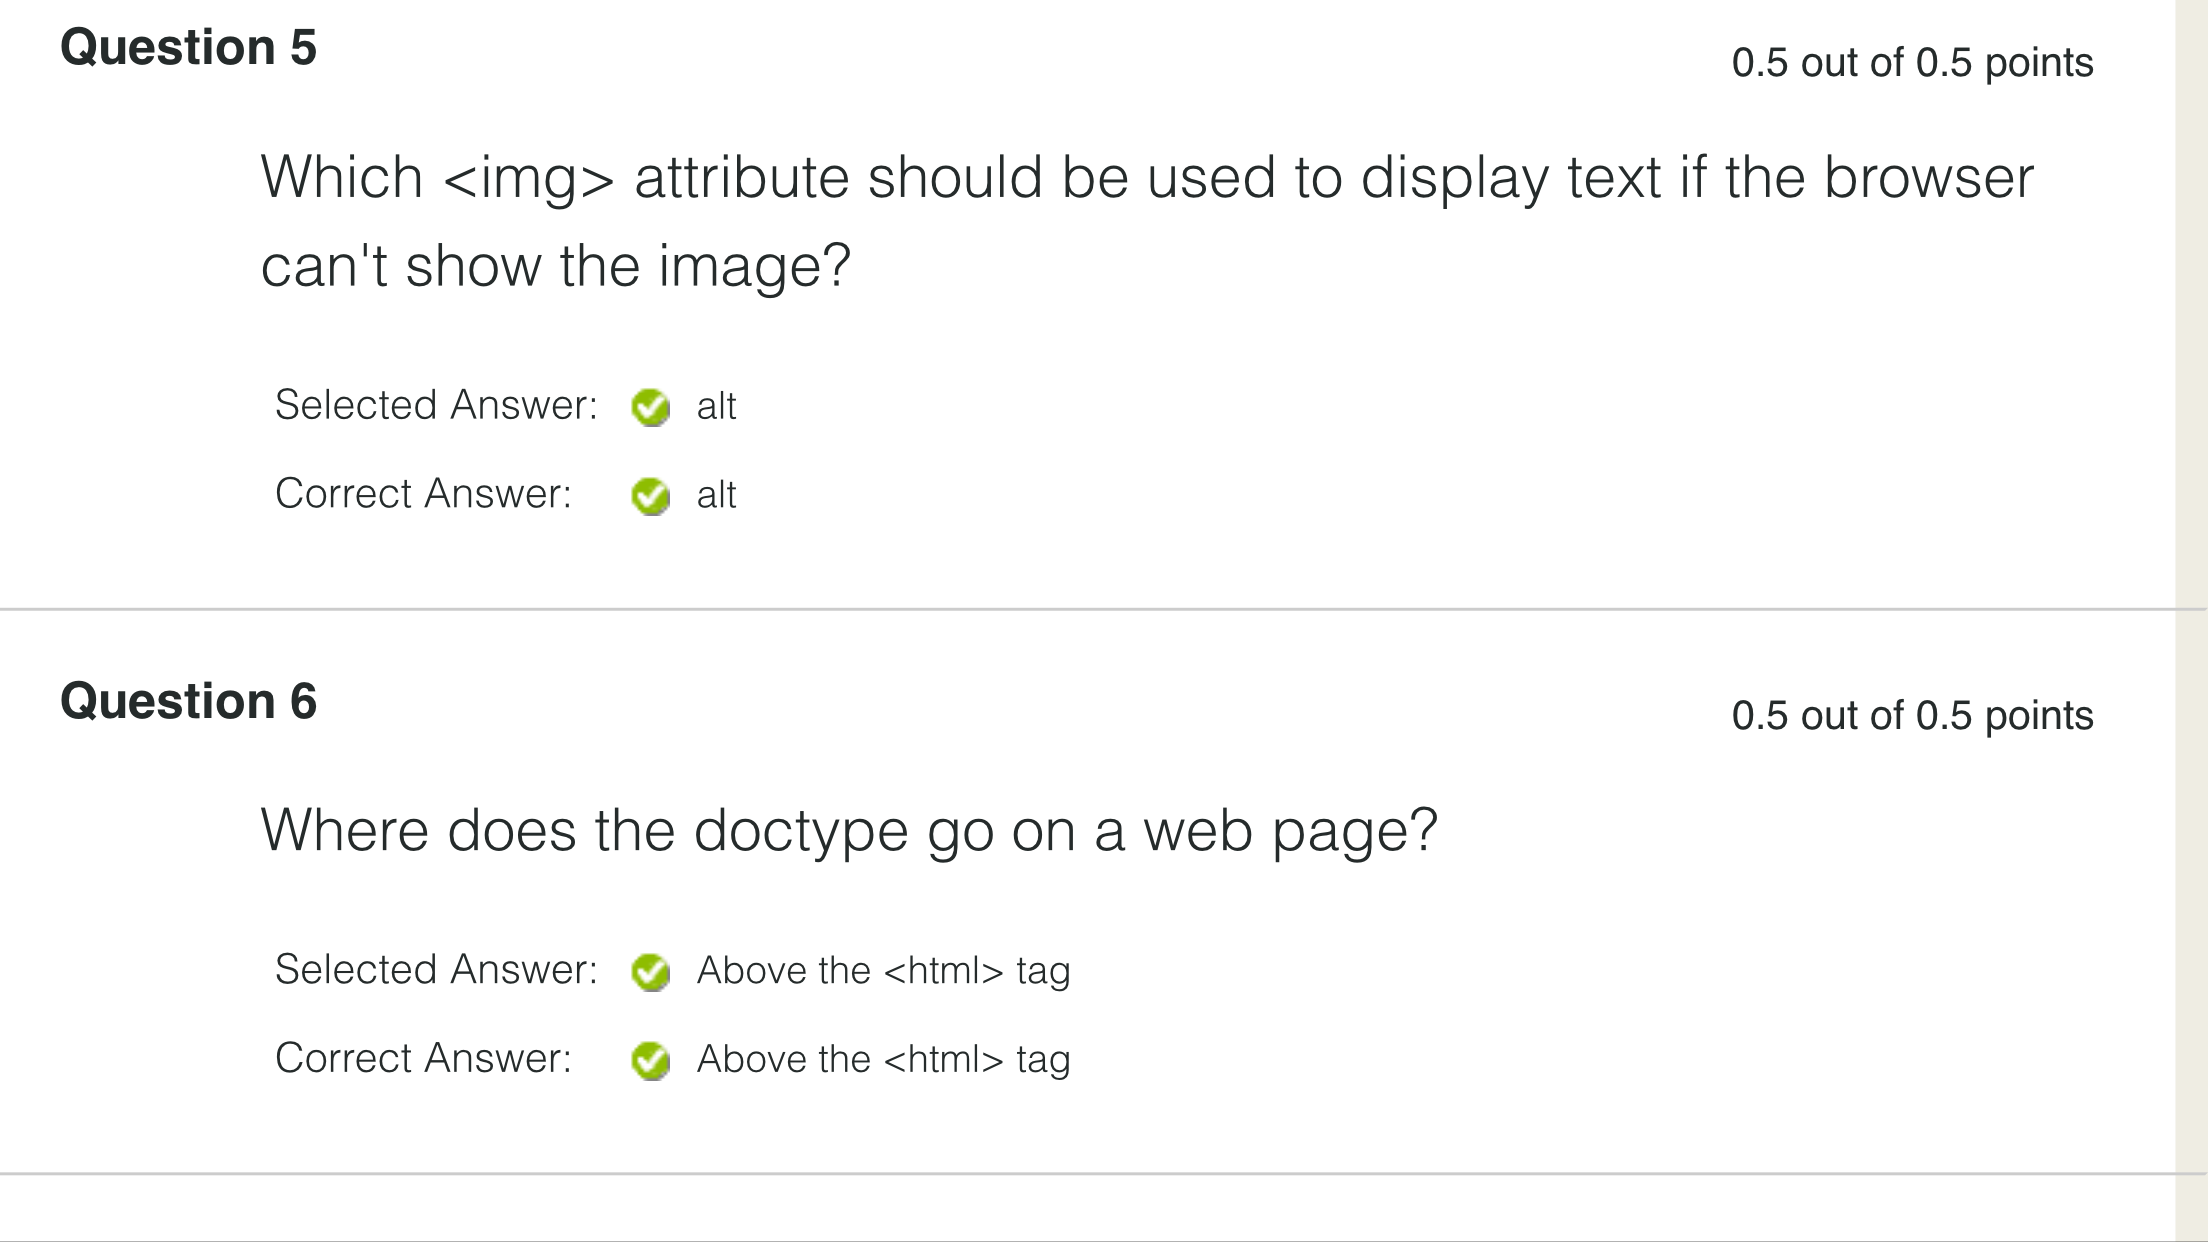 Question 5
0.5 out of 0.5 points
Which <img> attribute should be used to display text if the browser
can't show the image?
Selected Answer: alt
Correct Answer: alt
Question 6
0.5 out of 0.5 points
Where does the doctype go on a web page?
Selected Answer: Above the <html> tag
Correct Answer: Above the <html> tag